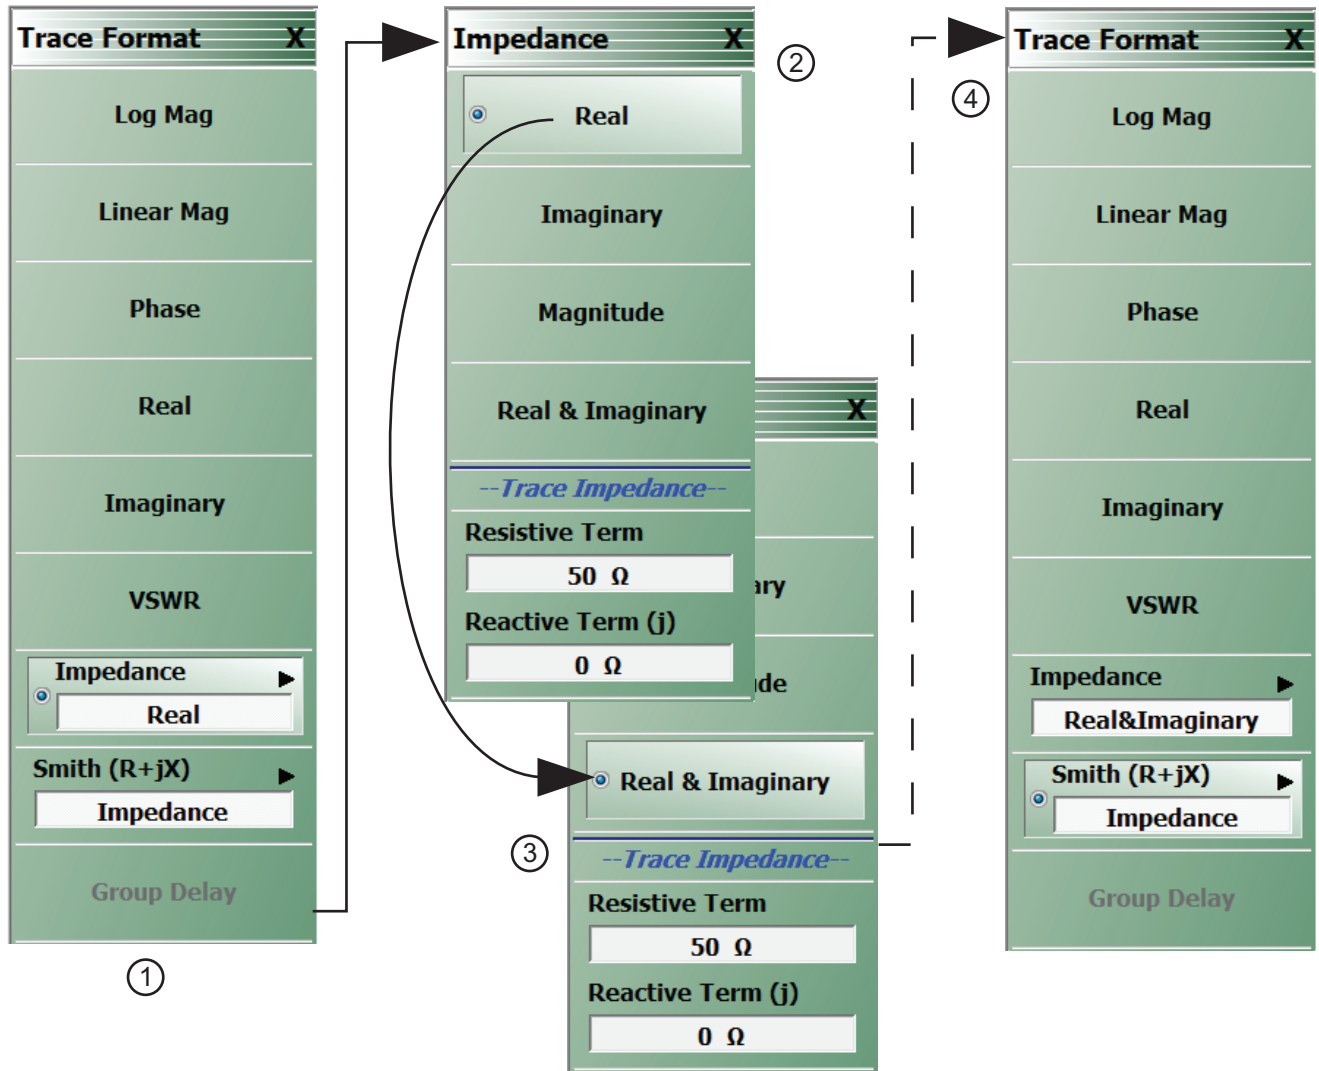 Trace Format X
Log Mag
Linear Mag
Phase
Real
Imaginary
VSWR
Impedance
Real
Smith (R+jX)
Impedance
Group Delay
1
Impedance X
2
Real
Imaginary
Magnitude
Real & Imaginary
--Trace Impedance--
Resistive Term
50 Ω
Reactive Term (j)
0 Ω
X
ary
de
Real & Imaginary
3
--Trace Impedance--
Resistive Term
50 Ω
Reactive Term (j)
0 Ω
Trace Format X
4
Log Mag
Linear Mag
Phase
Real
Imaginary
VSWR
Impedance
Real&Imaginary
Smith (R+jX)
Impedance
Group Delay